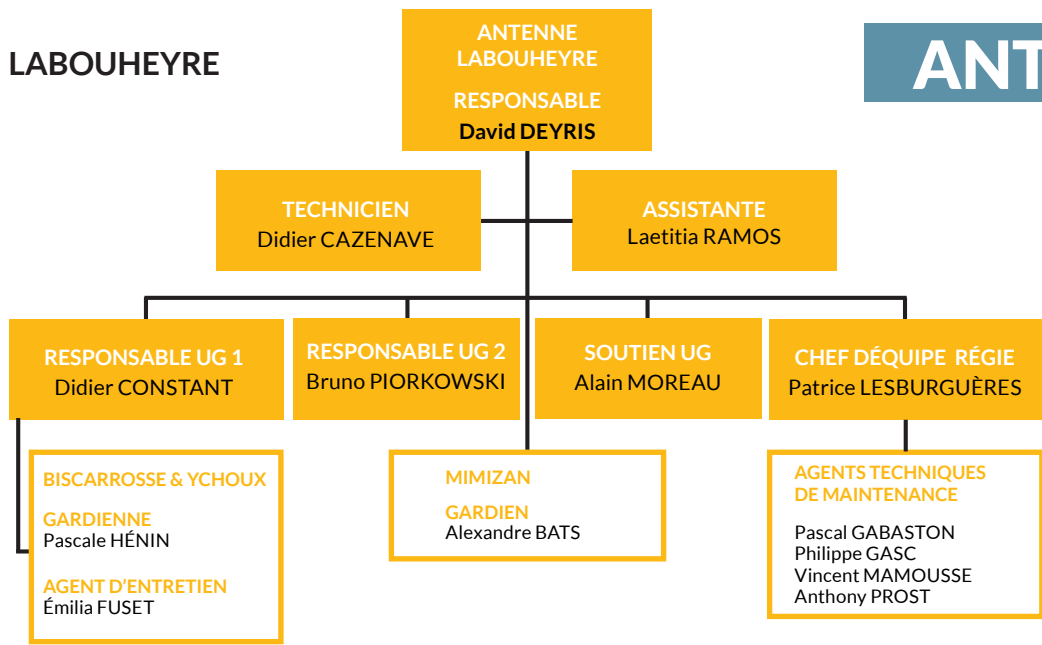 LABOUHEYRE
ANTENNE
LABOUHEYRE
RESPONSABLE
David DEYRIS
ANT
TECHNICIEN
Didier CAZENAVE
ASSISTANTE
Laetitia RAMOS
RESPONSABLE UG 1
Didier CONSTANT
RESPONSABLE UG 2
Bruno PIORKOWSKI
SOUTIEN UG
Alain MOREAU
CHEF DÉQUIPE RÉGIE
Patrice LESBURGUÈRES
BISCARROSSE & YCHOUX
GARDIENNE
Pascale HÉNIN
AGENT D'ENTRETIEN
Émilia FUSET
MIMIZAN
GARDIEN
Alexandre BATS
AGENTS TECHNIQUES
DE MAINTENANCE
Pascal GABASTON
Philippe GASC
Vincent MAMOUSSE
Anthony PROST